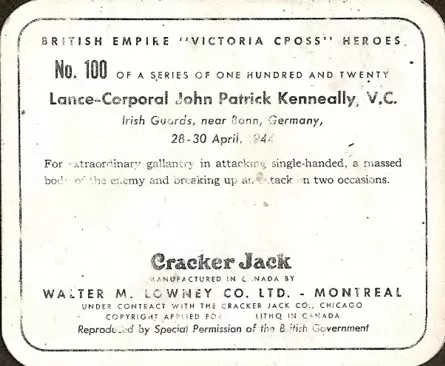 BRITISH EMPIRE "VICTORIA CROSS" HEROES
No. 100 OF A SERIES OF ONE HUNDRED AND TWENTY
Lance-Corporal John Patrick Kenneally, V.C.
Irish Guards, near Bonn, Germany,
28-30 April, 1944
For extraordinary gallantry in attacking single-handed, a massed
body of the enemy and breaking up an attack on two occasions.
Cracker Jack
MANUFACTURED IN CANADA BY
WALTER M. LOWNEY CO. LTD. - MONTREAL
UNDER CONTRACT WITH THE CRACKER JACK CO., CHICAGO
COPYRIGHT APPLIED FOR LITHO IN CANADA
Reproduced by Special Permission of the British Government